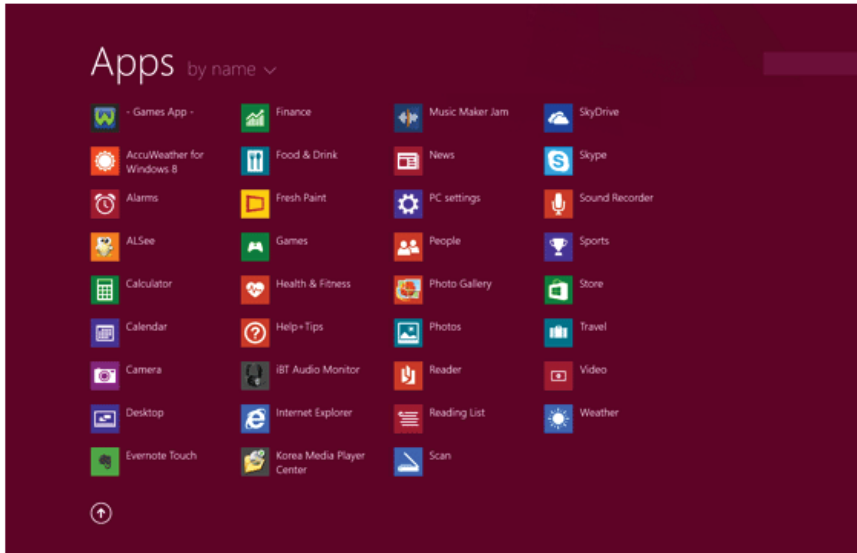 Apps by name
- Games App -
AccuWeather for
Windows 8
Alarms
ALSee
Calculator
Calendar
Camera
Desktop
Evernote Touch
Finance
Food & Drink
Fresh Paint
Games
Health & Fitness
Help+Tips
iBT Audio Monitor
Internet Explorer
Korea Media Player
Center
Music Maker Jam
News
PC settings
People
Photo Gallery
Photos
Reader
Reading List
Scan
SkyDrive
Skype
Sound Recorder
Sports
Store
Travel
Video
Weather